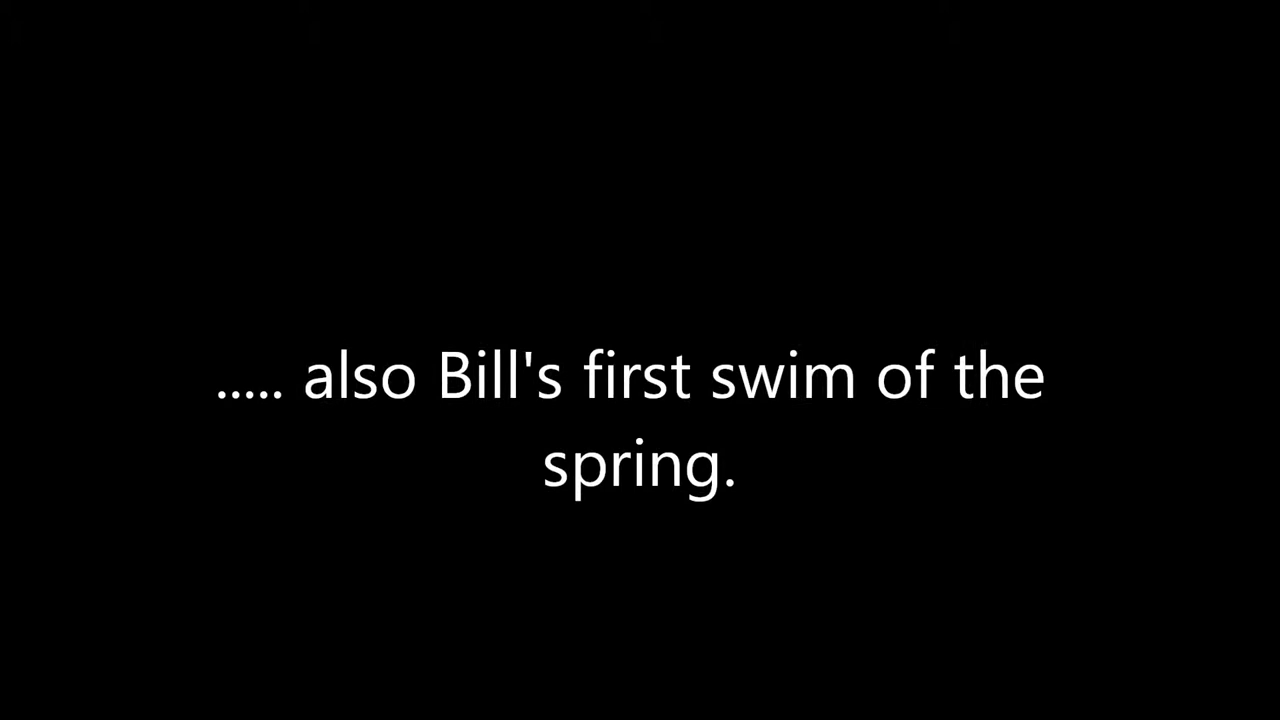 ..... also Bill's first swim of the
spring.